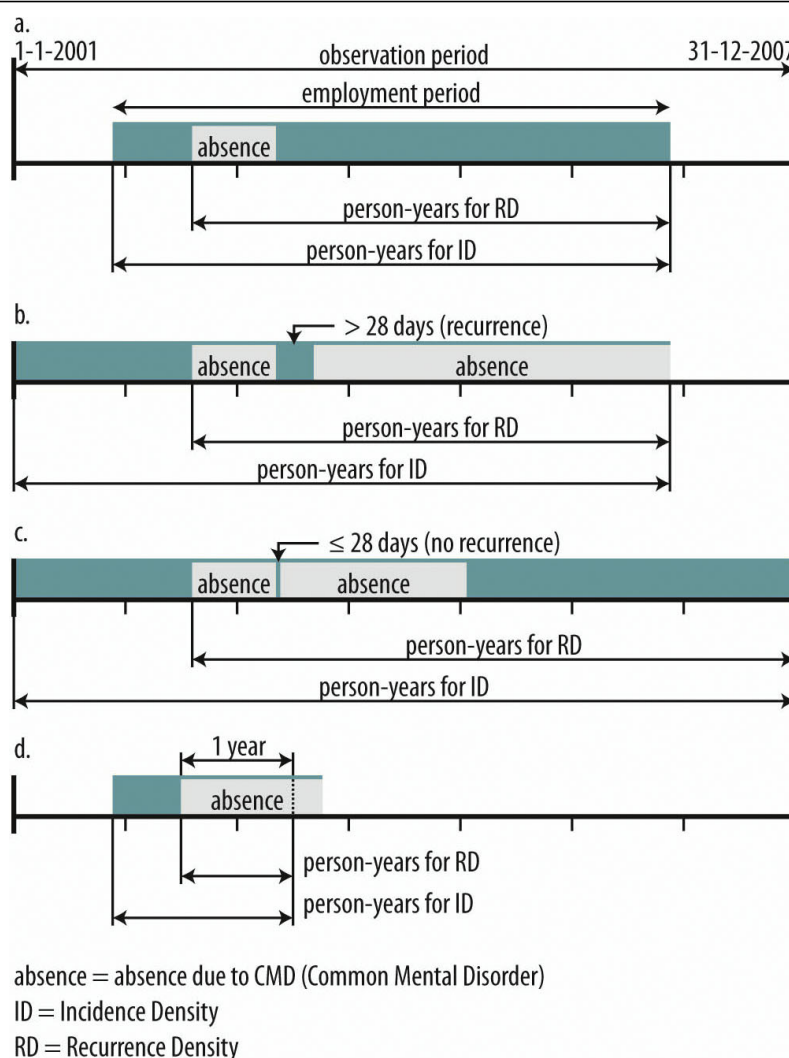 a.
1-1-2001 observation period 31-12-2007
employment period
absence
person-years for RD
person-years for ID
b.
> 28 days (recurrence)
absence absence
person-years for RD
person-years for ID
c.
≤ 28 days (no recurrence)
absence absence
person-years for RD
person-years for ID
d.
1 year
absence
person-years for RD
person-years for ID
absence = absence due to CMD (Common Mental Disorder)
ID = Incidence Density
RD = Recurrence Density